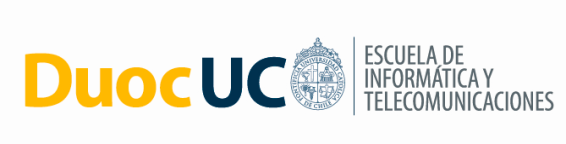 Duoc UC
ESCUELA DE
INFORMÁTICA Y
TELECOMUNICACIONES